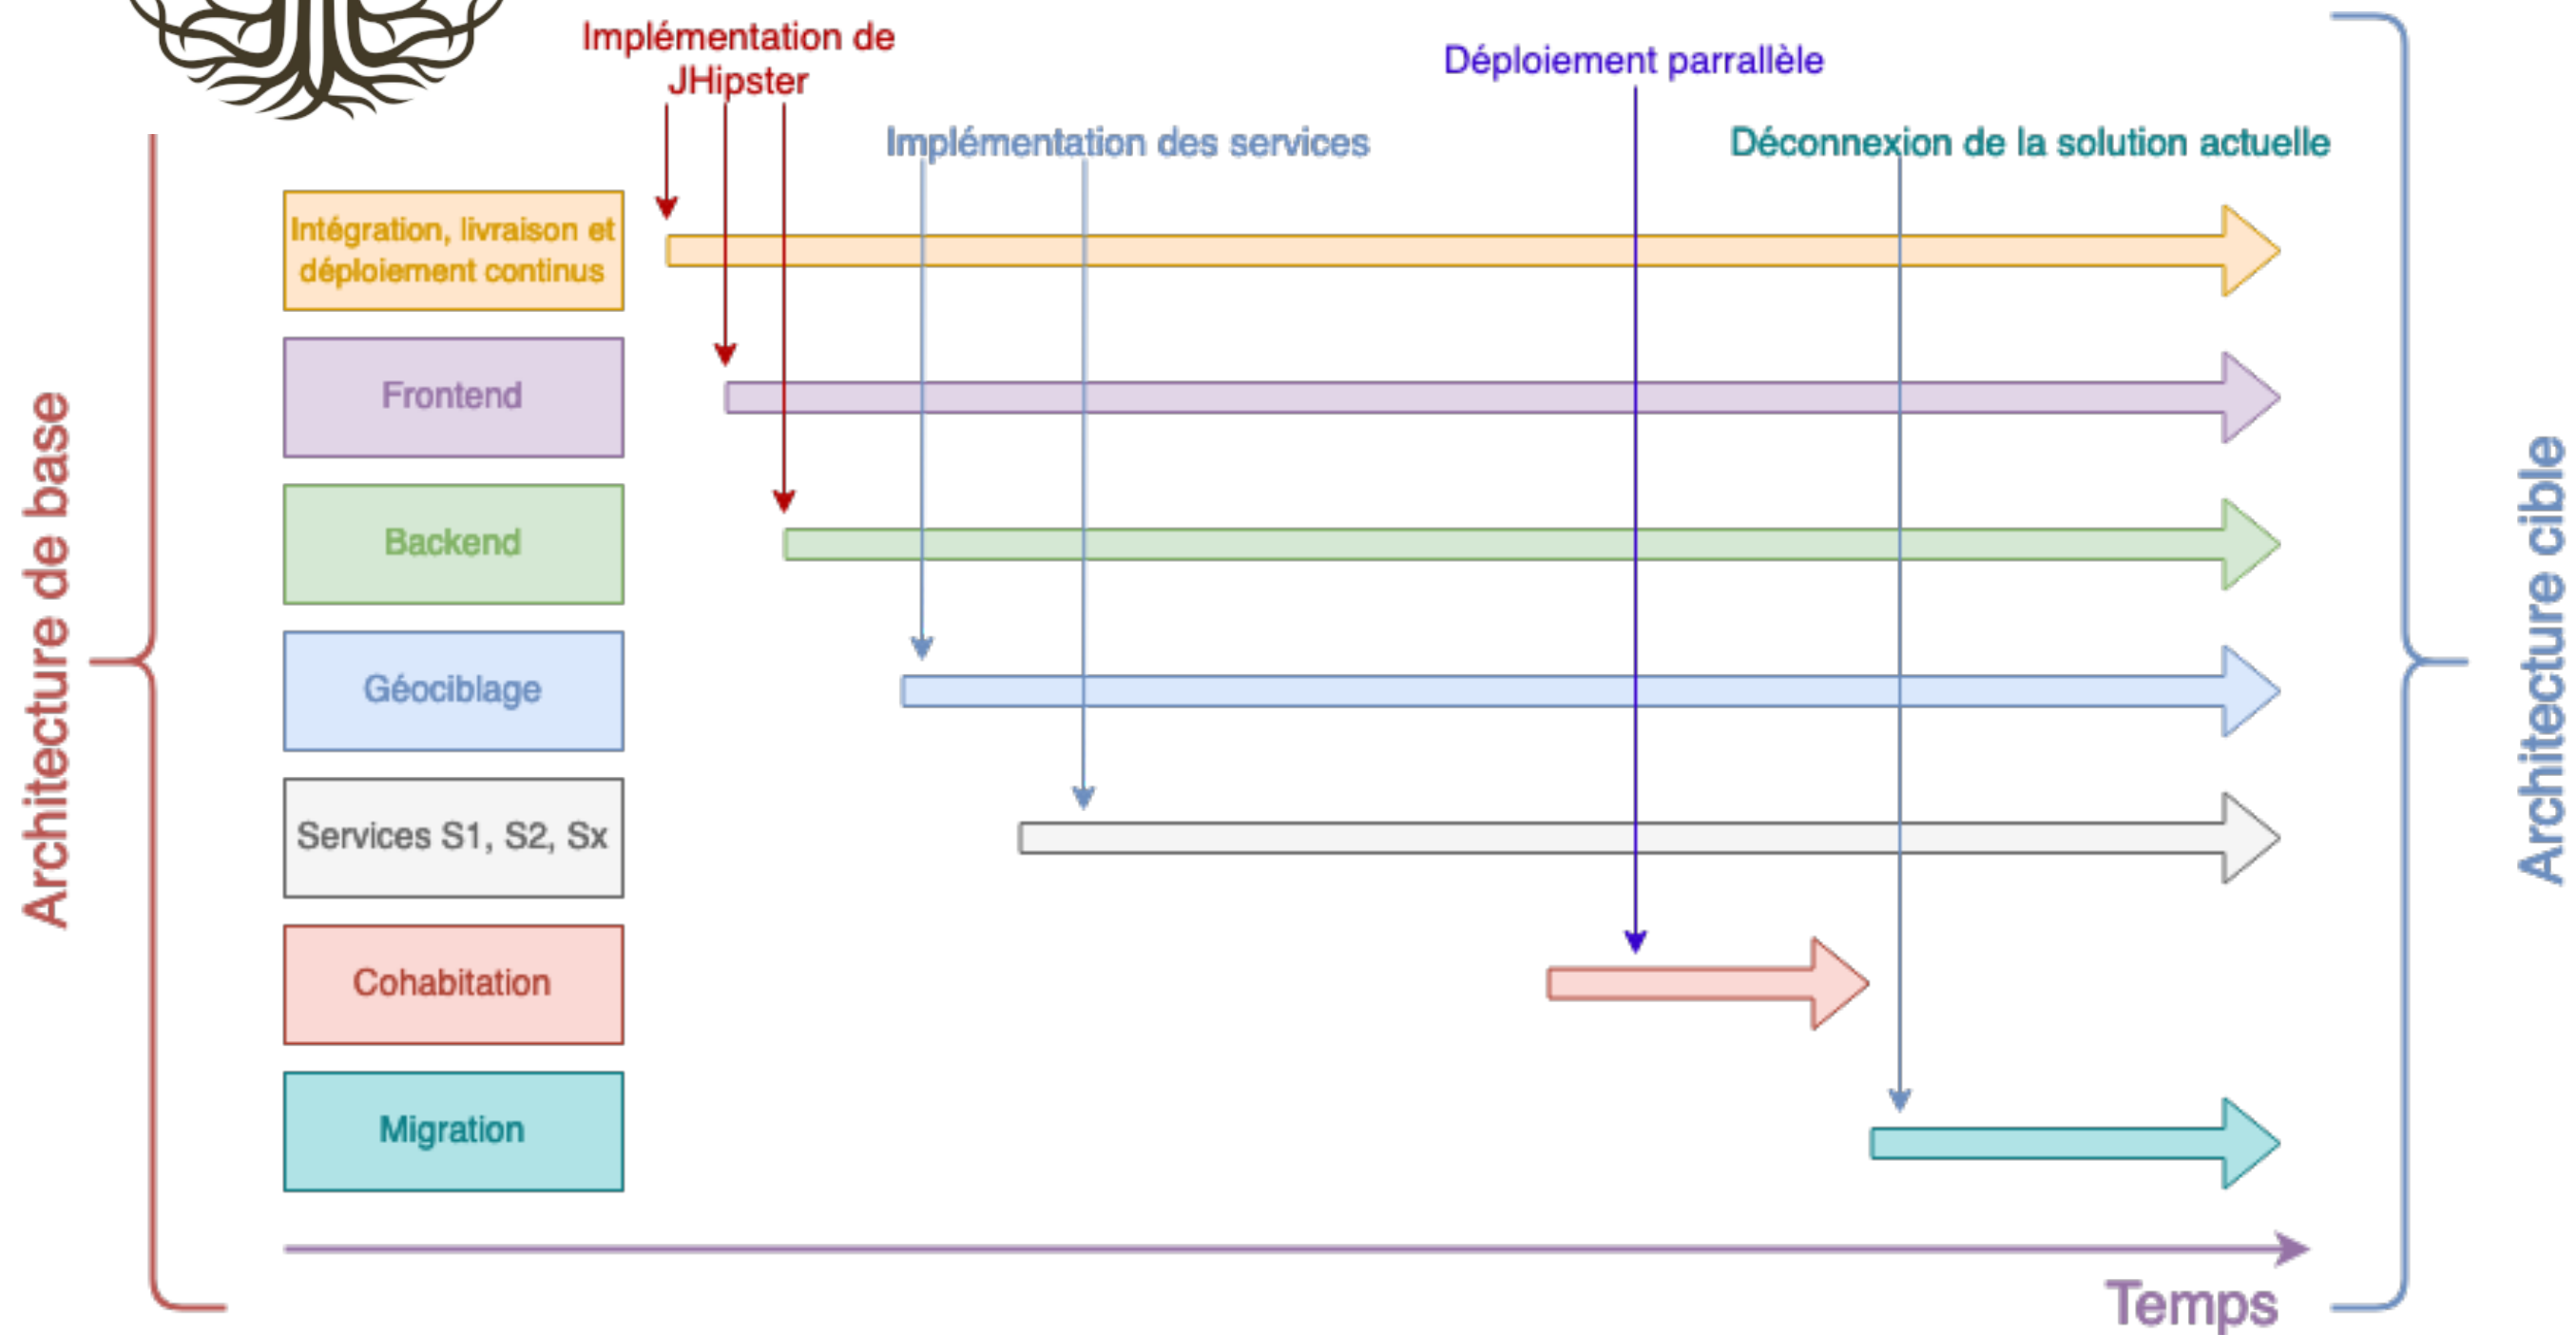 Implémentation de
JHipster
Déploiement parrallèle
Implémentation des services
Déconnexion de la solution actuelle
Architecture de base
Intégration, livraison et
déploiement continus
Frontend
Backend
Géociblage
Services S1, S2, Sx
Cohabitation
Migration
Architecture cible
Temps